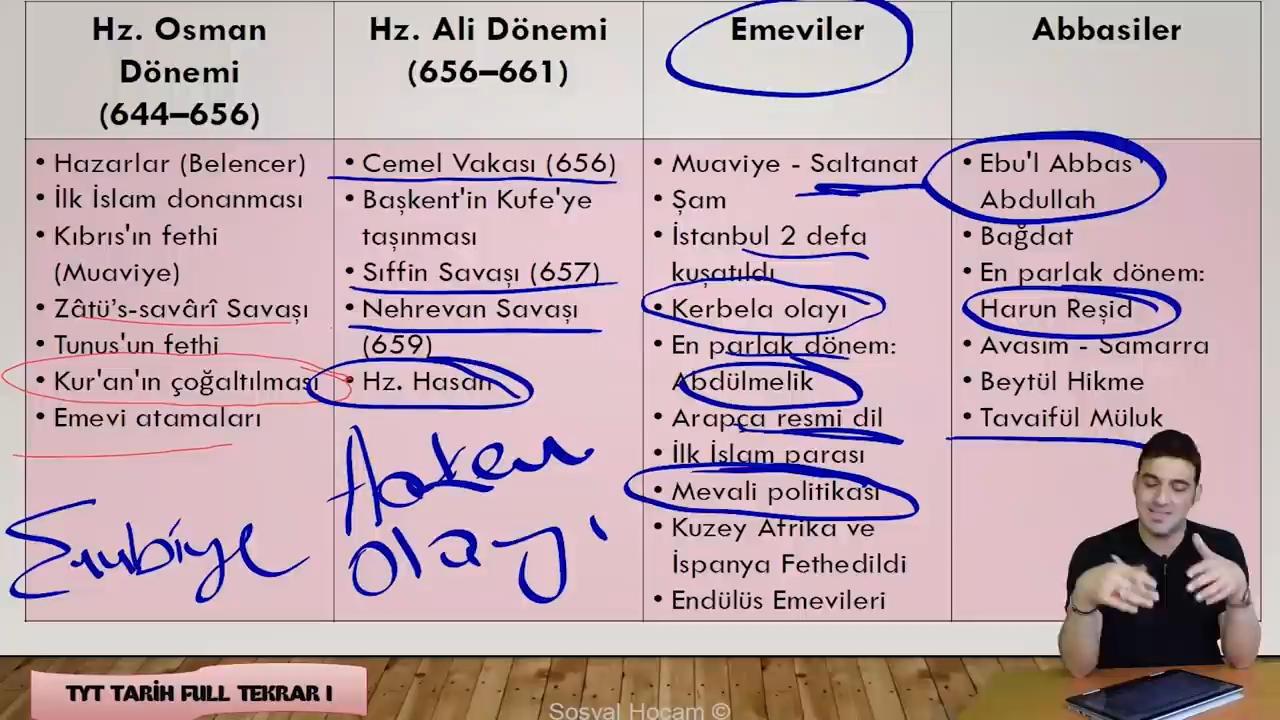 Hz. Osman
Dönemi
(644–656)
• Hazarlar (Belencer)
• İlk İslam donanması
• Kıbrıs'ın fethi
(Muaviye)
• Zâtü's-savârî Savaşı
• Tunus'un fethi
• Kur'an'ın çoğaltılması
• Emevi atamaları
Hz. Ali Dönemi
(656–661)
• Cemel Vakası (656)
• Başkent'in Kufe'ye
taşınması
• Sıffin Savaşı (657)
• Nehrevan Savaşı
(659)
• Hz. Hasan
Hakem
olayı
Emeviler
• Muaviye - Saltanat
• Şam
• İstanbul 2 defa
kuşatıldı
• Kerbela olayı
• En parlak dönem:
Abdülmelik
• Arapça resmi dil
• İlk İslam parası
• Mevali politikası
• Kuzey Afrika ve
İspanya Fethedildi
• Endülüs Emevileri
Abbasiler
• Ebu'l Abbas
Abdullah
• Bağdat
• En parlak dönem:
Harun Reşid
• Avasım - Samarra
• Beytül Hikme
• Tavaifül Müluk
TYT TARİH FULL TEKRAR I
Sosyal Hocam ©